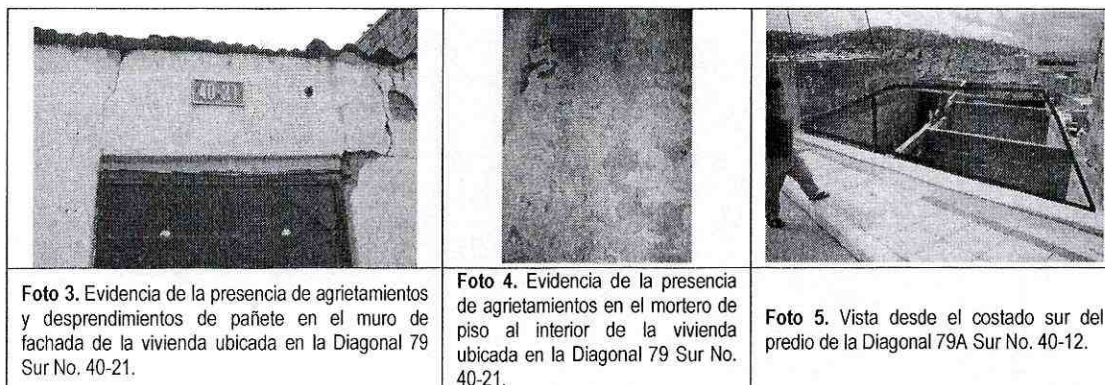 40-21
Foto 3. Evidencia de la presencia de agrietamientos
y desprendimientos de pañete en el muro de
fachada de la vivienda ubicada en la Diagonal 79
Sur No. 40-21.
Foto 4. Evidencia de la presencia
de agrietamientos en el mortero de
piso al interior de la vivienda
ubicada en la Diagonal 79 Sur No.
40-21.
Foto 5. Vista desde el costado sur del
predio de la Diagonal 79A Sur No. 40-12.